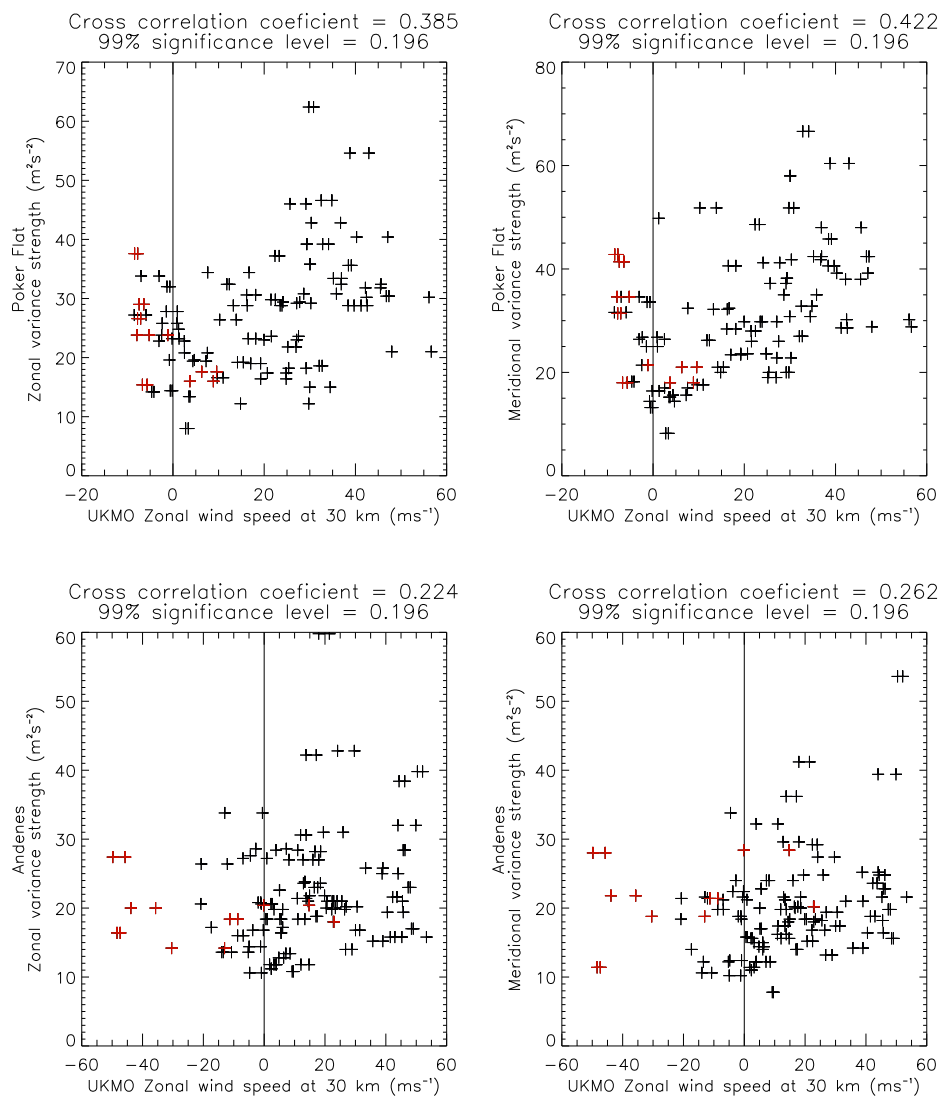 Cross correlation coeficient = 0.385
99% significance level = 0.196
70
60
50
40
30
20
10
0
Poker Flat
Zonal variance strength (m²s⁻²)
−20
0
20
40
60
UKMO Zonal wind speed at 30 km (ms⁻¹)
Cross correlation coeficient = 0.422
99% significance level = 0.196
80
60
40
20
0
Poker Flat
Meridional variance strength (m²s⁻²)
−20
0
20
40
60
UKMO Zonal wind speed at 30 km (ms⁻¹)
Cross correlation coeficient = 0.224
99% significance level = 0.196
60
50
40
30
20
10
0
Andenes
Zonal variance strength (m²s⁻²)
−60
−40
−20
0
20
40
60
UKMO Zonal wind speed at 30 km (ms⁻¹)
Cross correlation coeficient = 0.262
99% significance level = 0.196
60
50
40
30
20
10
0
Andenes
Meridional variance strength (m²s⁻²)
−60
−40
−20
0
20
40
60
UKMO Zonal wind speed at 30 km (ms⁻¹)